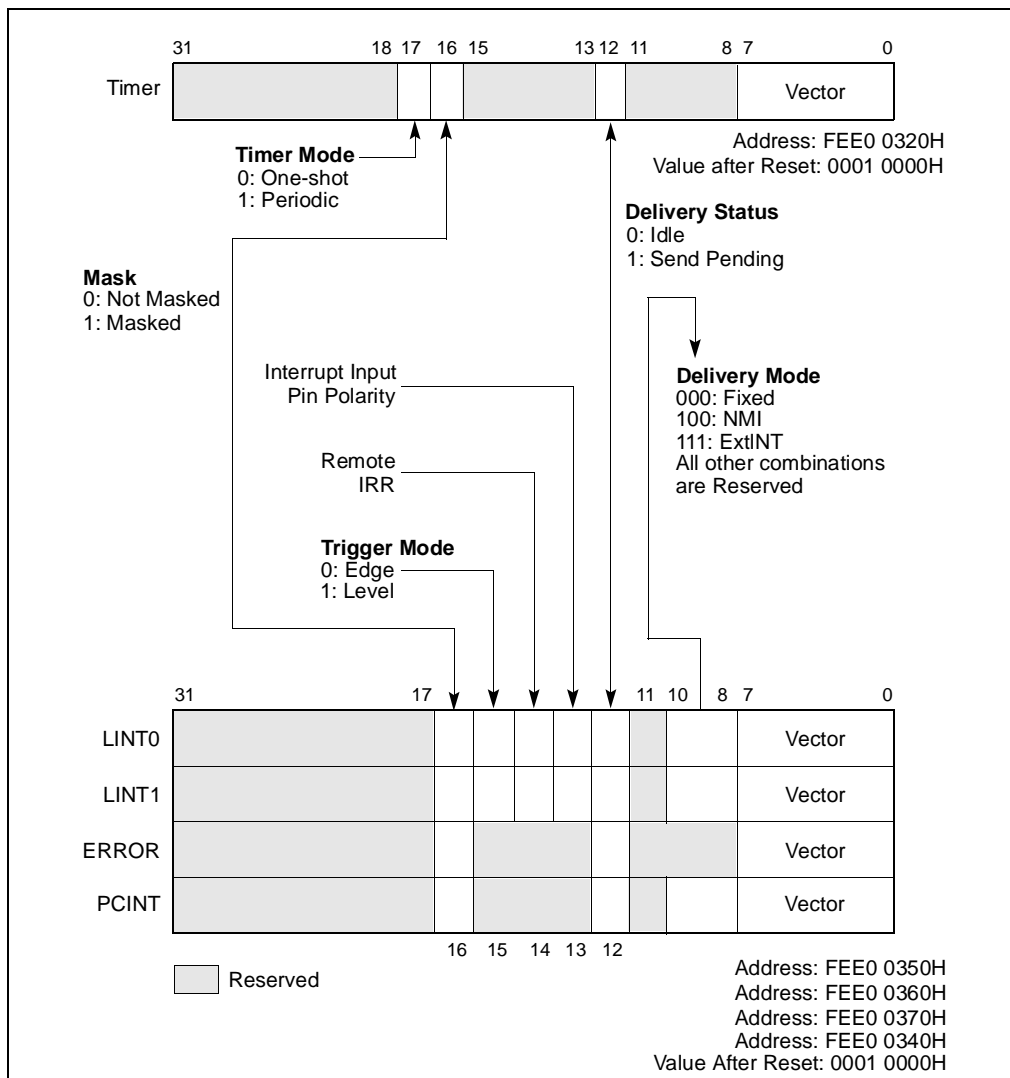 31 18 17 16 15 13 12 11 8 7 0
Timer Vector
Address: FEE0 0320H
Value after Reset: 0001 0000H
Timer Mode
0: One-shot
1: Periodic
Delivery Status
0: Idle
1: Send Pending
Mask
0: Not Masked
1: Masked
Interrupt Input
Pin Polarity
Delivery Mode
000: Fixed
100: NMI
111: ExtINT
All other combinations
are Reserved
Remote
IRR
Trigger Mode
0: Edge
1: Level
31 17 11 10 8 7 0
LINT0 Vector
LINT1 Vector
ERROR Vector
PCINT Vector
16 15 14 13 12
Reserved
Address: FEE0 0350H
Address: FEE0 0360H
Address: FEE0 0370H
Address: FEE0 0340H
Value After Reset: 0001 0000H